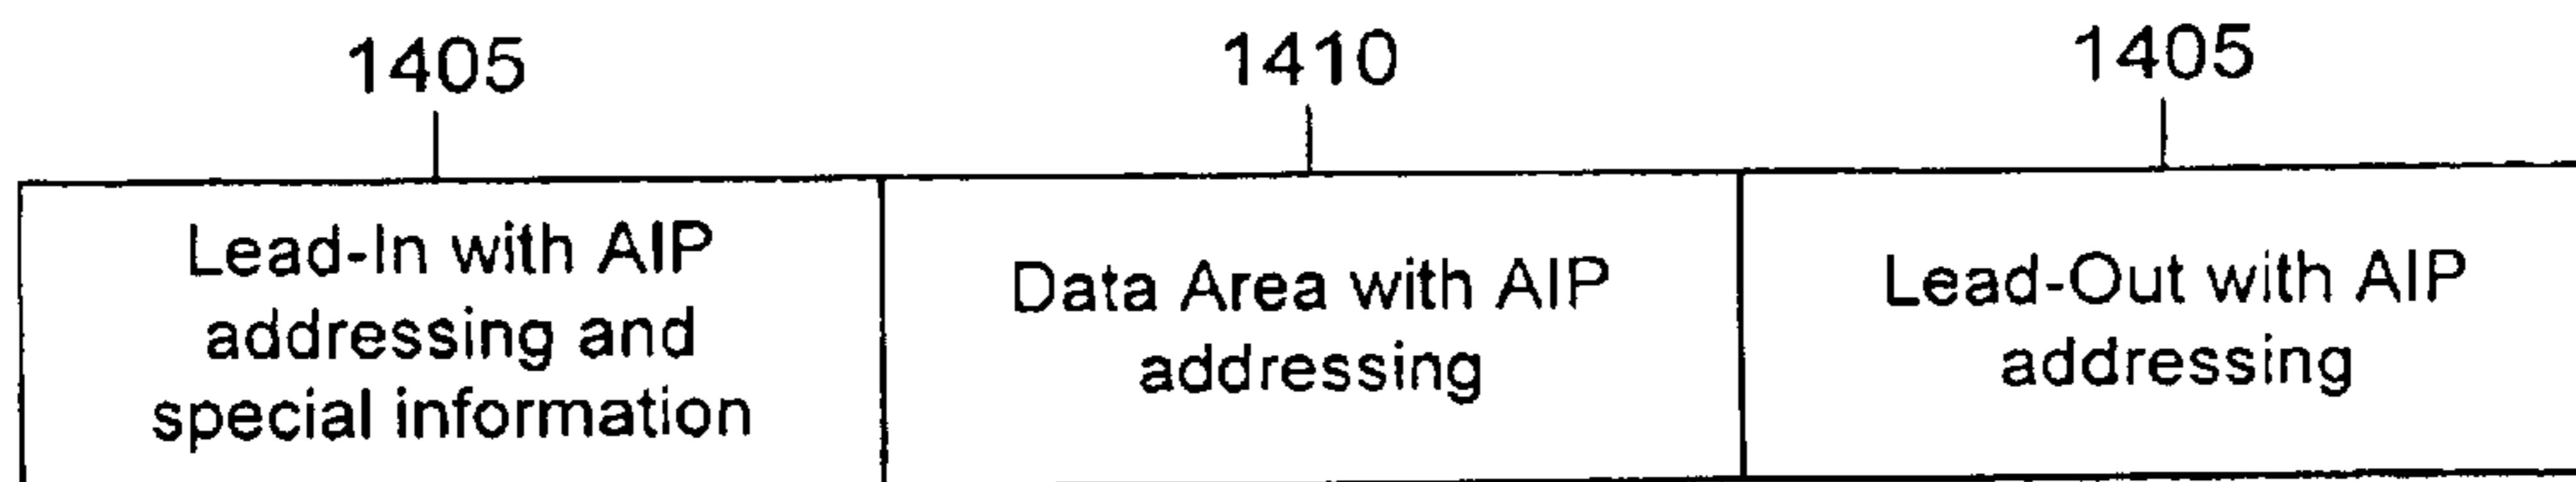 1405
1410
1405
Lead-In with AIP
addressing and
special information
Data Area with AIP
addressing
Lead-Out with AIP
addressing